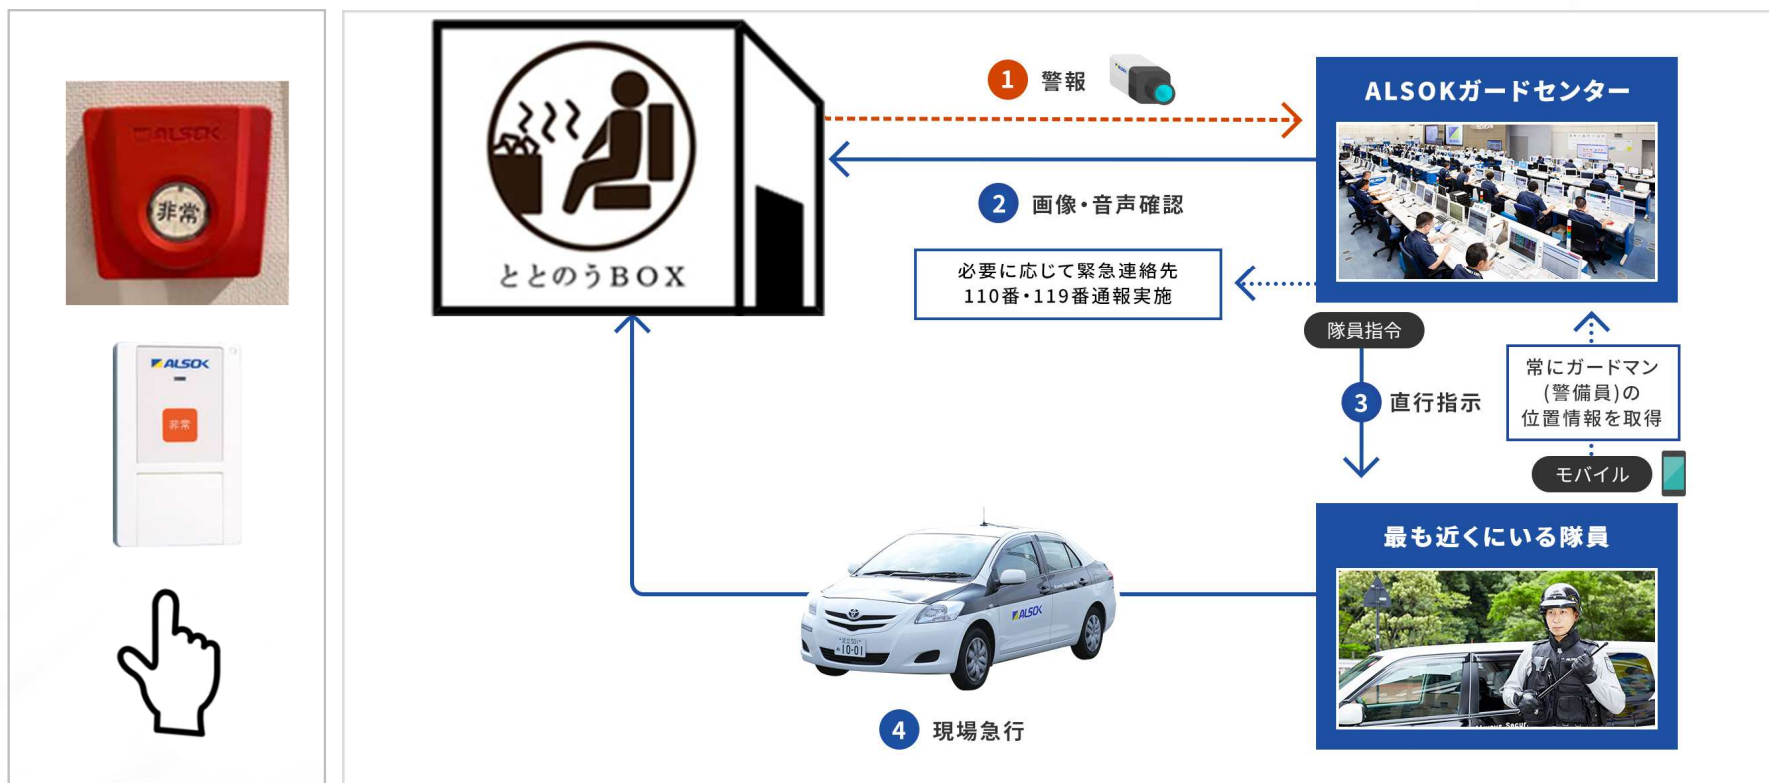 ALSOK
非常
ALSOK
非常
ととのうBOX
1 警報
2 画像・音声確認
必要に応じて緊急連絡先
110番・119番通報実施
ALSOKガードセンター
隊員指令
3 直行指示
常にガードマン
(警備員)の
位置情報を取得
モバイル
最も近くにいる隊員
ALSOK
10-01
4 現場急行